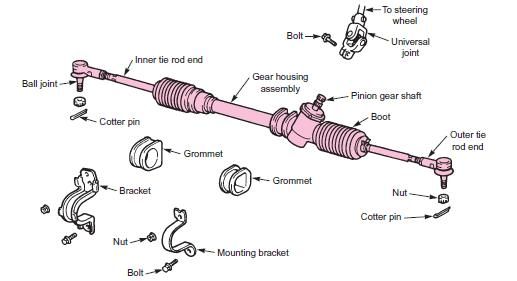 To steering
wheel
Bolt
Universal
joint
Inner tie rod end
Gear housing
assembly
Ball joint
Pinion gear shaft
Boot
Cotter pin
Outer tie
rod end
Grommet
Grommet
Bracket
Nut
Cotter pin
Nut
Mounting bracket
Bolt